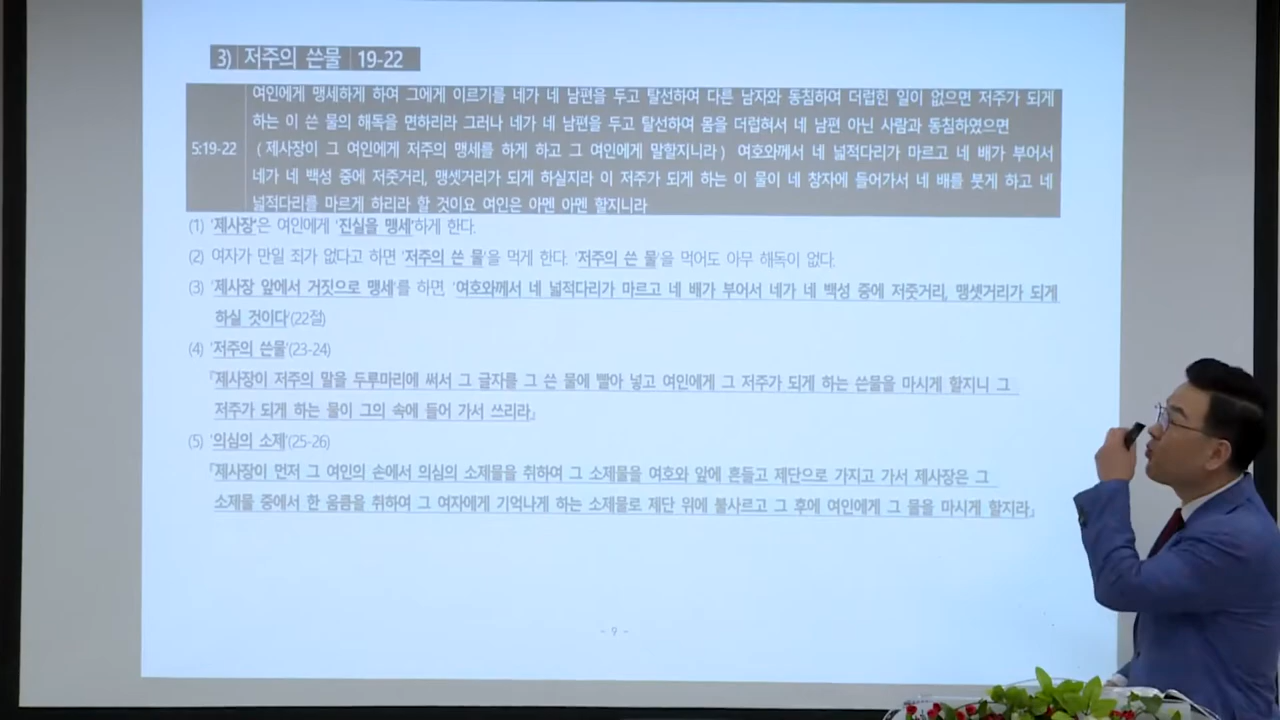 3) 저주의 쓴물 19-22
여인에게 맹세하게 하여 그에게 이르기를 네가 네 남편을 두고 탈선하여 다른 남자와 동침하여 더럽힌 일이 없으면 저주가 되게
하는 이 쓴 물의 해독을 면하리라 그러나 네가 네 남편을 두고 탈선하여 몸을 더럽혀서 네 남편 아닌 사람과 동침하였으면
5:19-22 (제사장이 그 여인에게 저주의 맹세를 하게 하고 그 여인에게 말할지니라) 여호와께서 네 넓적다리가 마르고 네 배가 부어서
네가 네 백성 중에 저줏거리, 맹셋거리가 되게 하실지라 이 저주가 되게 하는 이 물이 네 창자에 들어가서 네 배를 붓게 하고 네
넓적다리를 마르게 하리라 할 것이요 여인은 아멘 아멘 할지니라
(1) '제사장'은 여인에게 '진실을 맹세'하게 한다.
(2) 여자가 만일 죄가 없다고 하면 '저주의 쓴 물'을 먹게 한다. '저주의 쓴 물'을 먹어도 아무 해독이 없다.
(3) '제사장 앞에서 거짓으로 맹세'를 하면, '여호와께서 네 넓적다리가 마르고 네 배가 부어서 네가 네 백성 중에 저줏거리, 맹셋거리가 되게
하실 것이다'(22절)
(4) '저주의 쓴물'(23-24)
『제사장이 저주의 말을 두루마리에 써서 그 글자를 그 쓴 물에 빨아 넣고 여인에게 그 저주가 되게 하는 쓴물을 마시게 할지니 그
저주가 되게 하는 물이 그의 속에 들어 가서 쓰리라』
(5) '의심의 소제'(25-26)
『제사장이 먼저 그 여인의 손에서 의심의 소제물을 취하여 그 소제물을 여호와 앞에 흔들고 제단으로 가지고 가서 제사장은 그
소제물 중에서 한 움큼을 취하여 그 여자에게 기억나게 하는 소제물로 제단 위에 불사르고 그 후에 여인에게 그 물을 마시게 할지라』
- 9 -